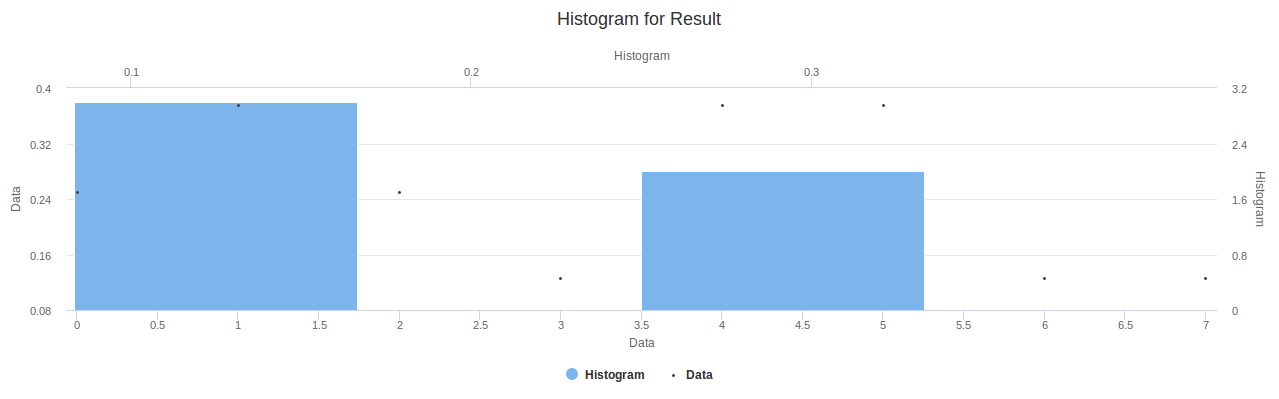 Histogram for Result
Histogram
0.1 0.2 0.3
0.4 3.2
0.32 2.4
0.24 1.6
0.16 0.8
0.08 0
Data
Histogram
0 0.5 1 1.5 2 2.5 3 3.5 4 4.5 5 5.5 6 6.5 7
Data
Histogram Data